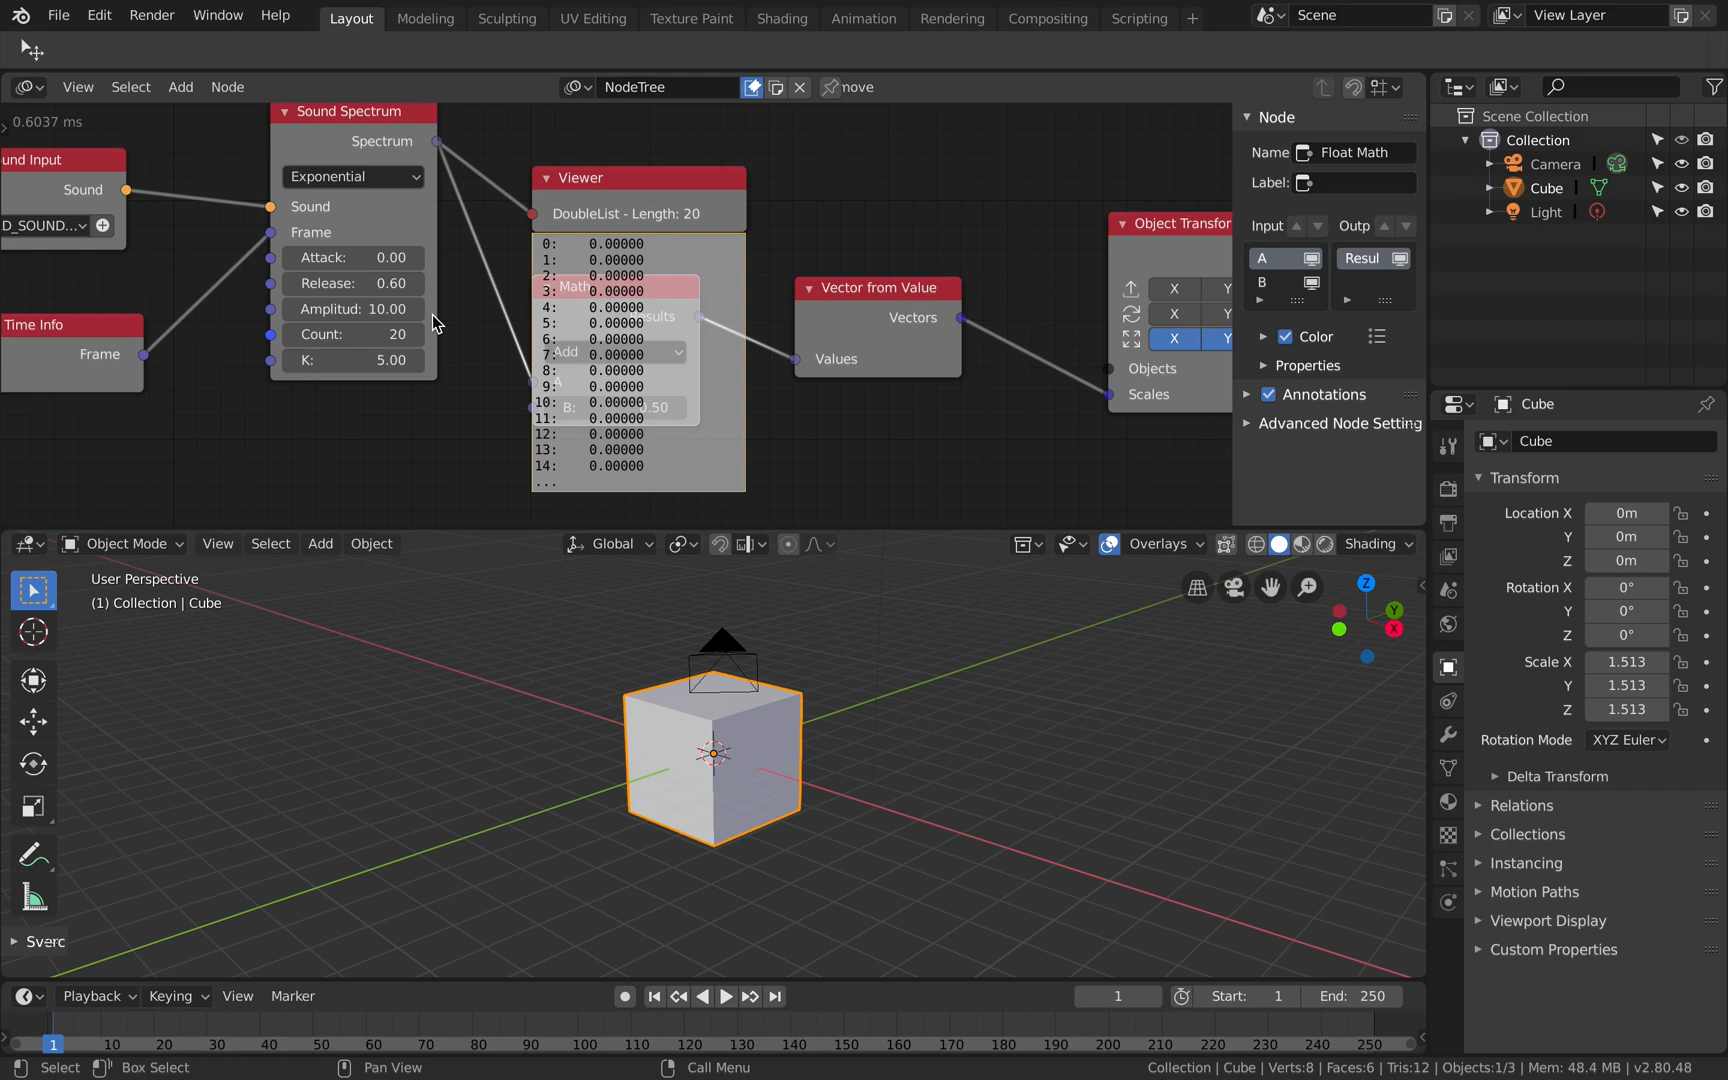 File Edit Render Window Help Layout Modeling Sculpting UV Editing Texture Paint Shading Animation Rendering Compositing Scripting Scene View Layer
View Select Add Node NodeTree move
0.6037 ms
und Input
Sound
D_SOUND...
Time Info
Frame
Sound Spectrum
Spectrum
Exponential
Sound
Frame
Attack: 0.00
Release: 0.60
Amplitud: 10.00
Count: 20
K: 5.00
Viewer
DoubleList - Length: 20
0: 0.00000
1: 0.00000
2: 0.00000
3: 0.00000
4: 0.00000
5: 0.00000
6: 0.00000
7: 0.00000
8: 0.00000
9: 0.00000
10: 0.00000
11: 0.00000
12: 0.00000
13: 0.00000
14: 0.00000
...
Math
sults
Add
A
B: 0.50
Vector from Value
Vectors
Values
Object Transfor
X Y
X Y
X Y
Objects
Scales
Node
Name Float Math
Label:
Input Outp
A Resul
B
Color
Properties
Annotations
Advanced Node Setting
Scene Collection
Collection
Camera
Cube
Light
Cube
Cube
Transform
Location X 0m
Y 0m
Z 0m
Rotation X 0°
Y 0°
Z 0°
Scale X 1.513
Y 1.513
Z 1.513
Rotation Mode XYZ Euler
Delta Transform
Relations
Collections
Instancing
Motion Paths
Viewport Display
Custom Properties
Object Mode View Select Add Object Global Overlays Shading
User Perspective
(1) Collection | Cube
Z
Y
X
Sverc
Playback Keying View Marker 1 Start: 1 End: 250
1 10 20 30 40 50 60 70 80 90 100 110 120 130 140 150 160 170 180 190 200 210 220 230 240 250
Select Box Select Pan View Call Menu Collection | Cube | Verts:8 | Faces:6 | Tris:12 | Objects:1/3 | Mem: 48.4 MB | v2.80.48